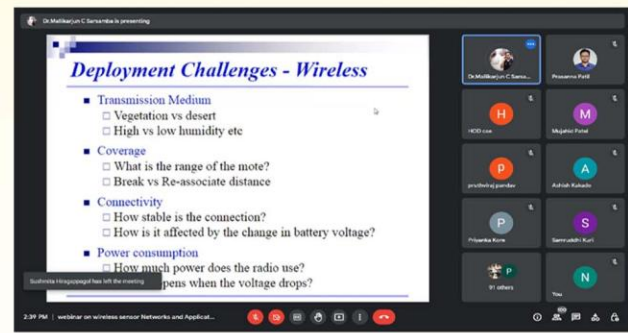 Dr.Mallikarjun C Sarsamba is presenting
Deployment Challenges - Wireless
Transmission Medium
Vegetation vs desert
High vs low humidity etc
Coverage
What is the range of the mote?
Break vs Re-associate distance
Connectivity
How stable is the connection?
How is it affected by the change in battery voltage?
Power consumption
How much power does the radio use?
pens when the voltage drops?
Sushmita Hiragappagol has left the meeting
Dr.Mallikarjun C Sarsa...
Prasanna Patil
H
HOD cse
M
Mujahid Patel
P
pruthviraj pandav
A
Ashish Kakade
P
Priyanka Kore
S
Samruddhi Kuri
P
91 others
N
You
2:39 PM | webinar on wireless sensor Networks and Applicat...